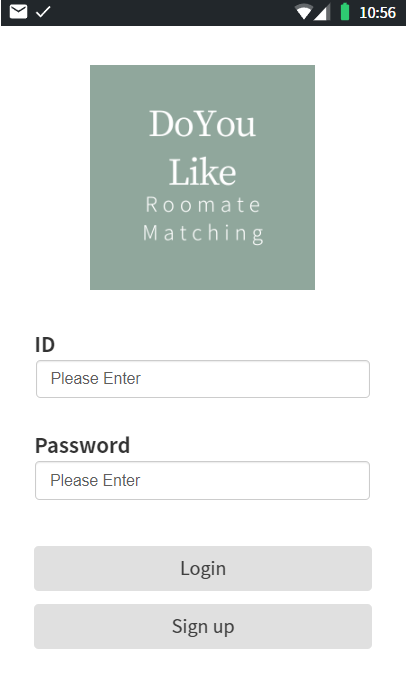 10:56
DoYou
Like
Roomate
Matching
ID
Please Enter
Password
Please Enter
Login
Sign up